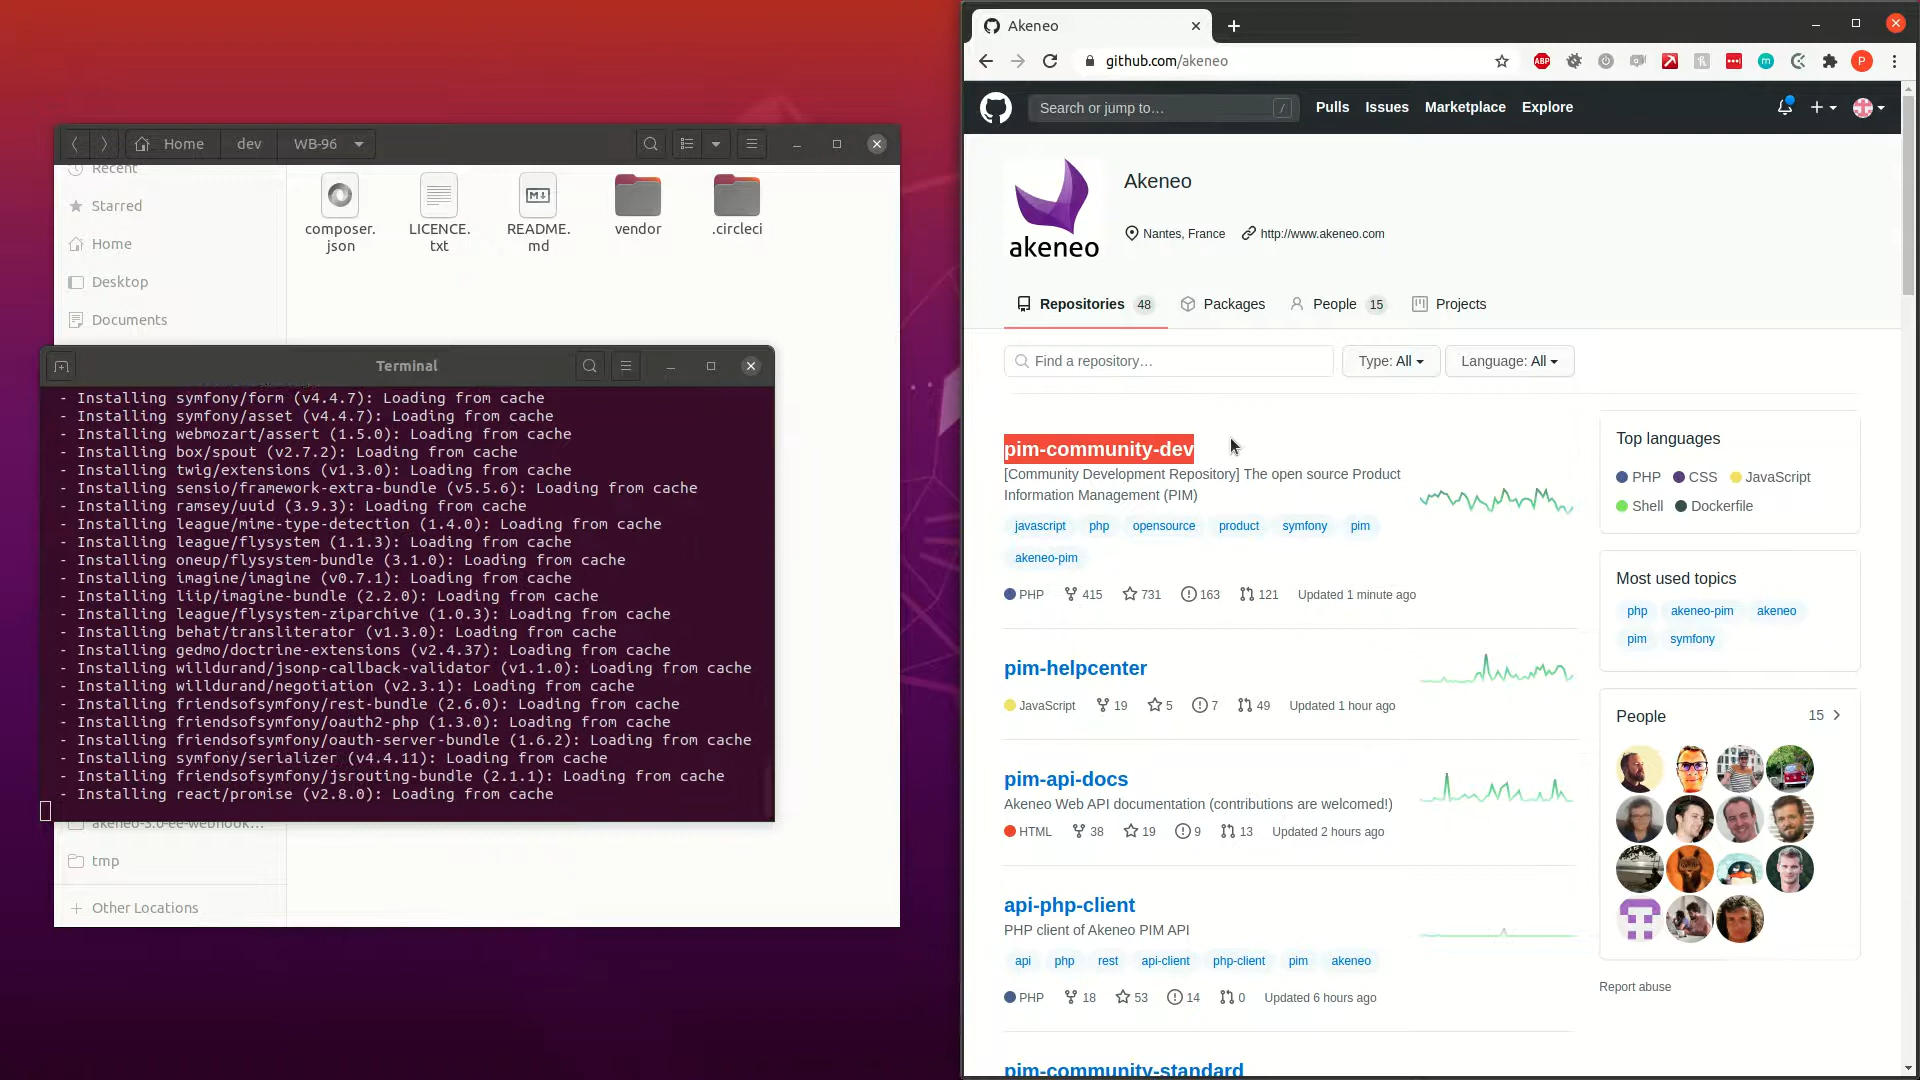 Home
dev
WB-96
Recent
Starred
Home
Desktop
Documents
composer.
json
LICENCE.
txt
README.
md
vendor
.circleci
Terminal
- Installing symfony/form (v4.4.7): Loading from cache
- Installing symfony/asset (v4.4.7): Loading from cache
- Installing webmozart/assert (1.5.0): Loading from cache
- Installing box/spout (v2.7.2): Loading from cache
- Installing twig/extensions (v1.3.0): Loading from cache
- Installing sensio/framework-extra-bundle (v5.5.6): Loading from cache
- Installing ramsey/uuid (3.9.3): Loading from cache
- Installing league/mime-type-detection (1.4.0): Loading from cache
- Installing league/flysystem (1.1.3): Loading from cache
- Installing oneup/flysystem-bundle (3.1.0): Loading from cache
- Installing imagine/imagine (v0.7.1): Loading from cache
- Installing liip/imagine-bundle (2.2.0): Loading from cache
- Installing league/flysystem-ziparchive (1.0.3): Loading from cache
- Installing behat/transliterator (v1.3.0): Loading from cache
- Installing gedmo/doctrine-extensions (v2.4.37): Loading from cache
- Installing willdurand/jsonp-callback-validator (v1.1.0): Loading from cache
- Installing willdurand/negotiation (v2.3.1): Loading from cache
- Installing friendsofsymfony/rest-bundle (2.6.0): Loading from cache
- Installing friendsofsymfony/oauth2-php (1.3.0): Loading from cache
- Installing friendsofsymfony/oauth-server-bundle (1.6.2): Loading from cache
- Installing symfony/serializer (v4.4.11): Loading from cache
- Installing friendsofsymfony/jsrouting-bundle (2.1.1): Loading from cache
- Installing react/promise (v2.8.0): Loading from cache
akeneo-3.0-ee-webhook...
tmp
+ Other Locations
Akeneo
github.com/akeneo
ABP
m
P
Search or jump to… /
Pulls Issues Marketplace Explore
akeneo
Akeneo
Nantes, France http://www.akeneo.com
Repositories 48 Packages People 15 Projects
Find a repository…
Type: All
Language: All
pim-community-dev
[Community Development Repository] The open source Product
Information Management (PIM)
javascript php opensource product symfony pim
akeneo-pim
PHP 415 731 163 121 Updated 1 minute ago
pim-helpcenter
JavaScript 19 5 7 49 Updated 1 hour ago
pim-api-docs
Akeneo Web API documentation (contributions are welcomed!)
HTML 38 19 9 13 Updated 2 hours ago
api-php-client
PHP client of Akeneo PIM API
api php rest api-client php-client pim akeneo
PHP 18 53 14 0 Updated 6 hours ago
pim-community-standard
Top languages
PHP CSS JavaScript
Shell Dockerfile
Most used topics
php akeneo-pim akeneo
pim symfony
People 15
Report abuse